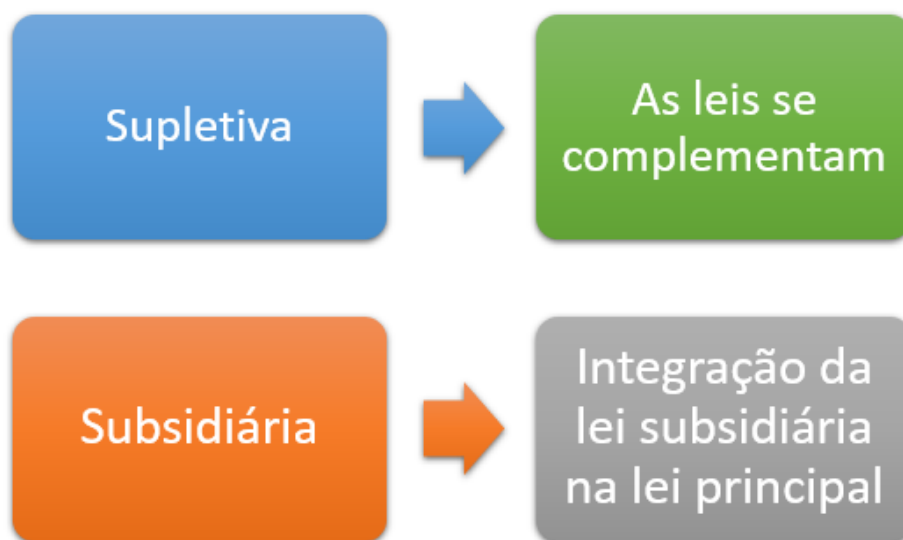 Supletiva
As leis se
complementam
Subsidiária
Integração da
lei subsidiária
na lei principal